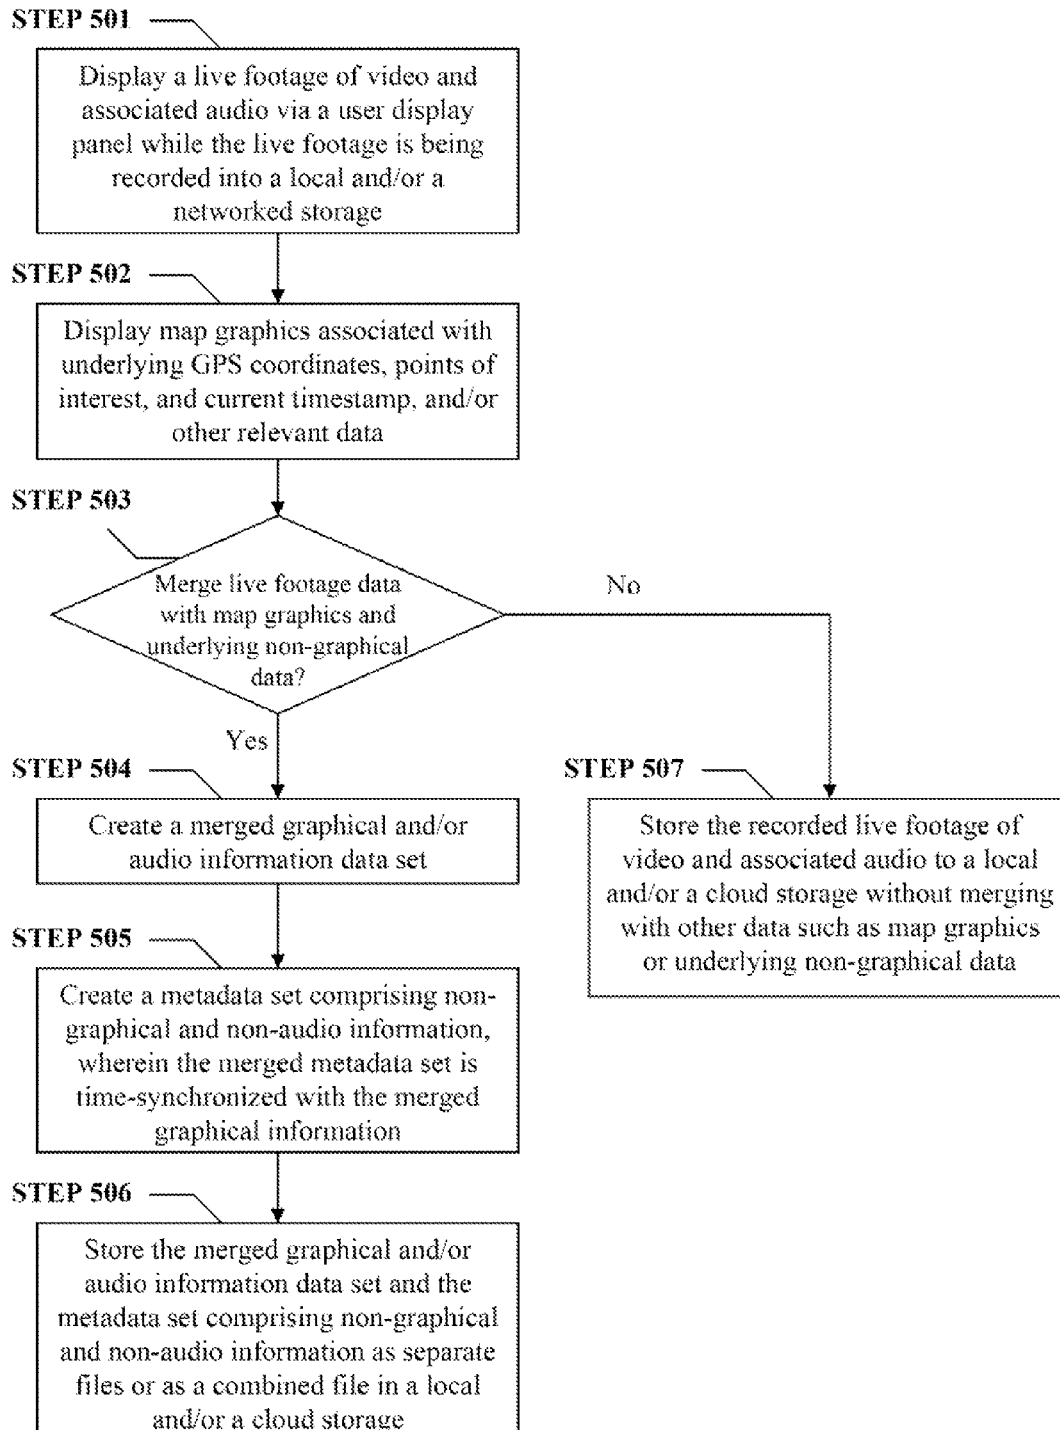 STEP 501
Display a live footage of video and
associated audio via a user display
panel while the live footage is being
recorded into a local and/or a
networked storage
STEP 502
Display map graphics associated with
underlying GPS coordinates, points of
interest, and current timestamp, and/or
other relevant data
STEP 503
Merge live footage data
with map graphics and
underlying non-graphical
data?
No
Yes
STEP 504
Create a merged graphical and/or
audio information data set
STEP 507
Store the recorded live footage of
video and associated audio to a local
and/or a cloud storage without merging
with other data such as map graphics
or underlying non-graphical data
STEP 505
Create a metadata set comprising non-
graphical and non-audio information,
wherein the merged metadata set is
time-synchronized with the merged
graphical information
STEP 506
Store the merged graphical and/or
audio information data set and the
metadata set comprising non-graphical
and non-audio information as separate
files or as a combined file in a local
and/or a cloud storage